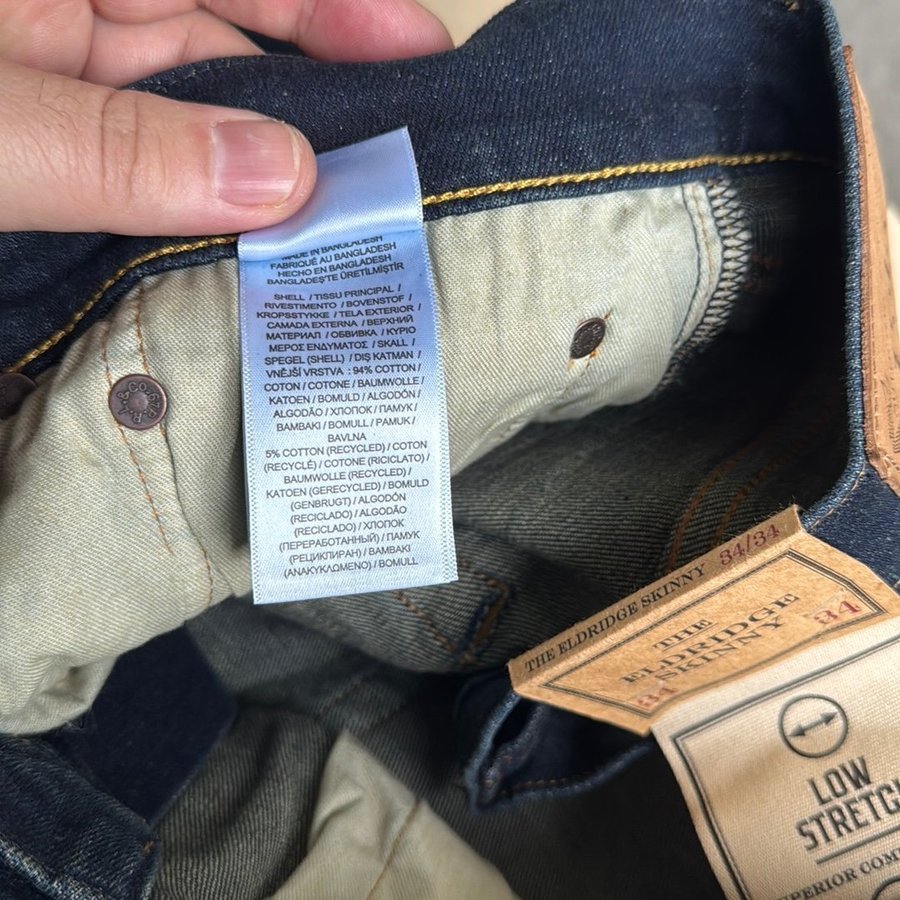 MADE IN BANGLADESH
FABRIQUÉ AU BANGLADESH
HECHO EN BANGLADESH
BANGLADEŞ'TE ÜRETİLMİŞTİR
SHELL / TISSU PRINCIPAL /
RIVESTIMENTO / BOVENSTOF /
KROPSSTYKKE / TELA EXTERIOR /
CAMADA EXTERNA / ВЕРХНИЙ
МАТЕРИАЛ / ОБВИВКА / ΚΥΡΙΟ
ΜΕΡΟΣ ΕΝΔΥΜΑΤΟΣ / SKALL /
SPEGEL (SHELL) / DIŞ KATMAN /
VNĚJŠÍ VRSTVA : 94% COTTON /
COTON / COTONE / BAUMWOLLE /
KATOEN / BOMULD / ALGODÓN /
ALGODÃO / ХЛОПОК / ПАМУК /
ΒΑΜΒΑΚΙ / BOMULL / PAMUK /
BAVLNA
5% COTTON (RECYCLED) / COTON
(RECYCLÉ) / COTONE (RICICLATO) /
BAUMWOLLE (RECYCLED) /
KATOEN (GERECYCLED) / BOMULD
(GENBRUGT) / ALGODÓN
(RECICLADO) / ALGODÃO
(RECICLADO) / ХЛОПОК
(ПЕРЕРАБОТАННЫЙ) / ПАМУК
(РЕЦИКЛИРАН) / ΒΑΜΒΑΚΙ
(ΑΝΑΚΥΚΛΩΜΕΝΟ) / BOMULL
THE ELDRIDGE SKINNY 34/34
THE
ELDRIDGE
SKINNY
34
34
LOW
STRETCH
SUPERIOR